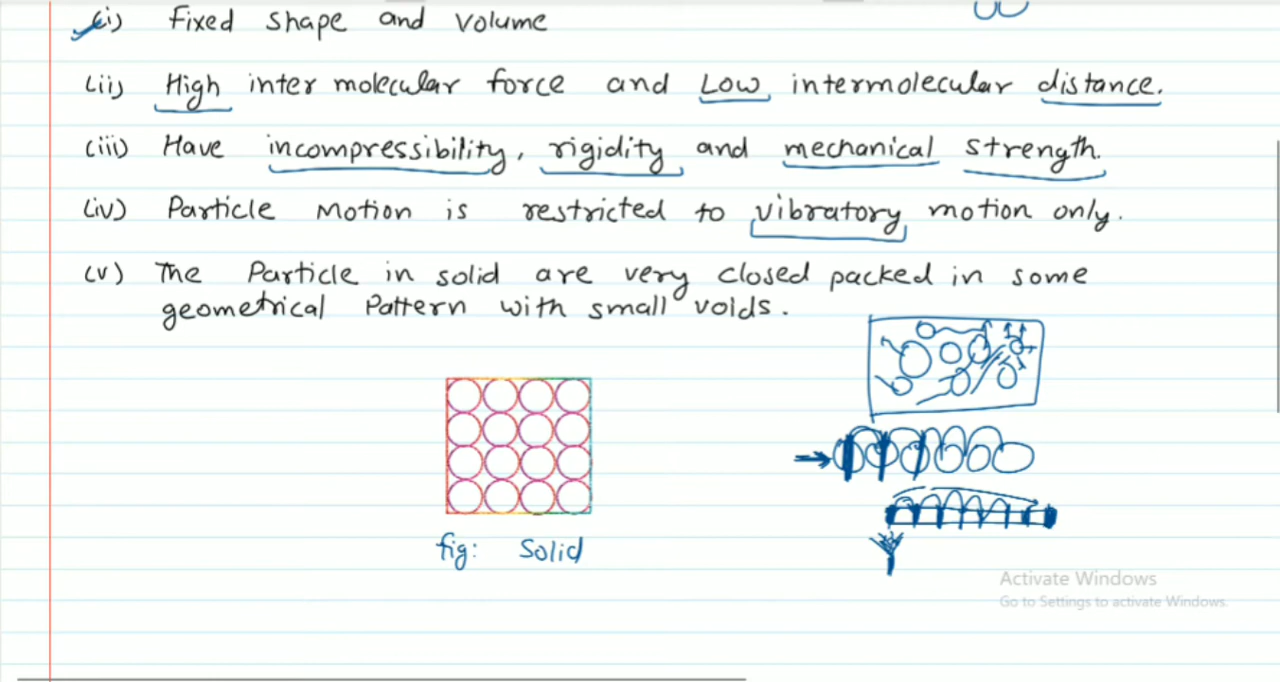 (i) Fixed shape and volume
(ii) High inter molecular force and Low intermolecular distance.
(iii) Have incompressibility, rigidity and mechanical strength.
(iv) Particle Motion is restricted to vibratory motion only.
(v) The Particle in solid are very closed packed in some
geometrical Pattern with small voids.
fig: Solid
Activate Windows
Go to Settings to activate Windows.